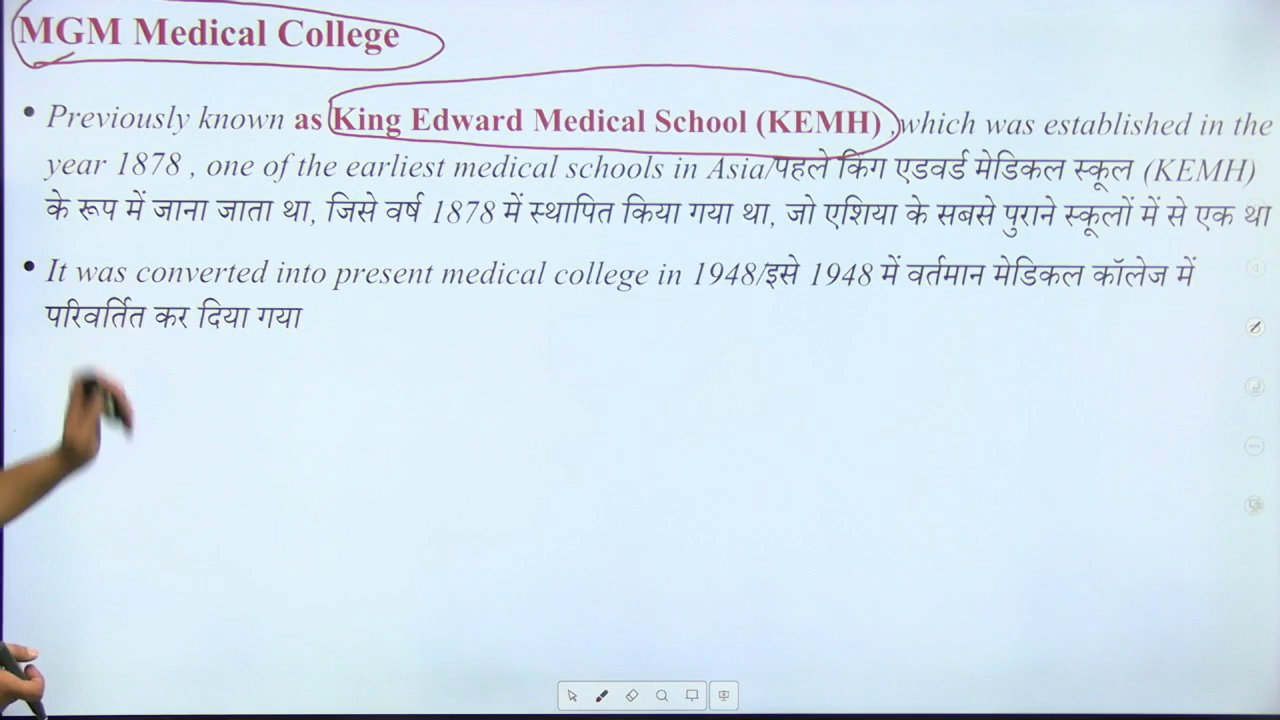 MGM Medical College
• Previously known as King Edward Medical School (KEMH) ,which was established in the
year 1878 , one of the earliest medical schools in Asia/पहले किंग एडवर्ड मेडिकल स्कूल (KEMH)
के रूप में जाना जाता था, जिसे वर्ष 1878 में स्थापित किया गया था, जो एशिया के सबसे पुराने स्कूलों में से एक था
• It was converted into present medical college in 1948/इसे 1948 में वर्तमान मेडिकल कॉलेज में
परिवर्तित कर दिया गया